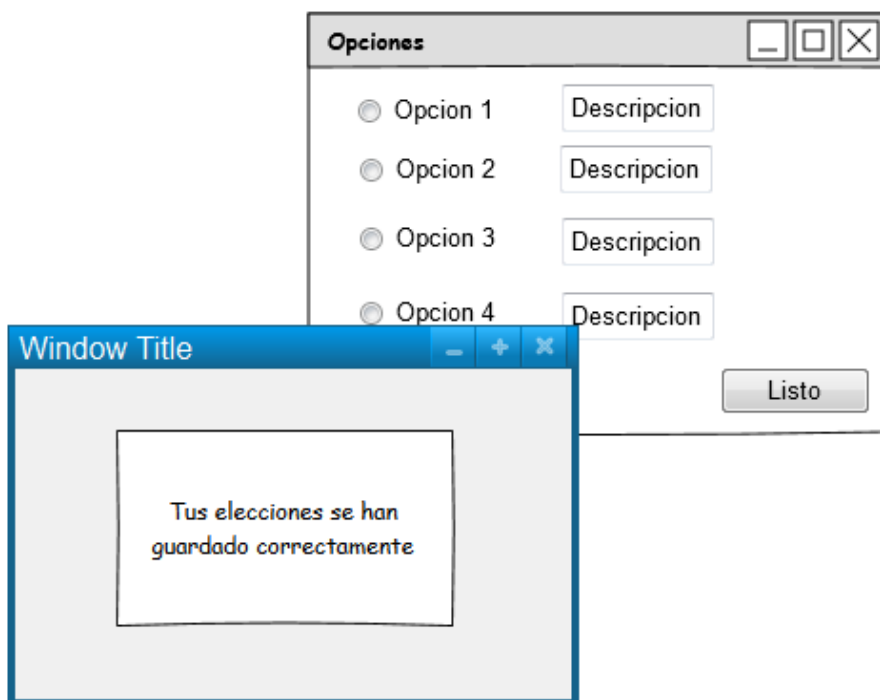 Opciones
Opcion 1 Descripcion
Opcion 2 Descripcion
Opcion 3 Descripcion
Opcion 4 Descripcion
Listo
Window Title
Tus elecciones se han
guardado correctamente